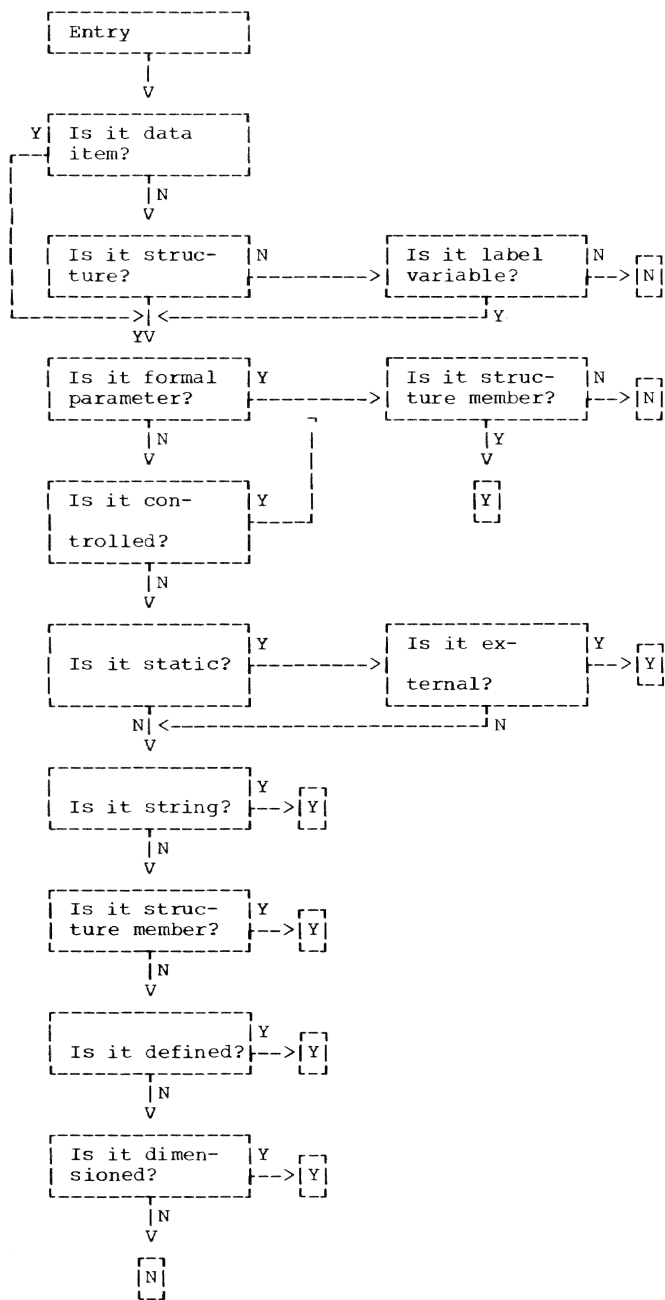 Entry
V
Y Is it data
item?
N
V
Is it struc- N Is it label N
ture? > variable? > N
> < Y
YV
Is it formal Y Is it struc- N
parameter? > ture member? > N
N Y
V V
Is it con- Y Y
trolled?
N
V
Y Is it ex- Y
Is it static? > ternal? > Y
N < N
V
Y
Is it string? > Y
N
V
Is it struc- Y
ture member? > Y
N
V
Y
Is it defined? > Y
N
V
Is it dimen- Y
sioned? > Y
N
V
N